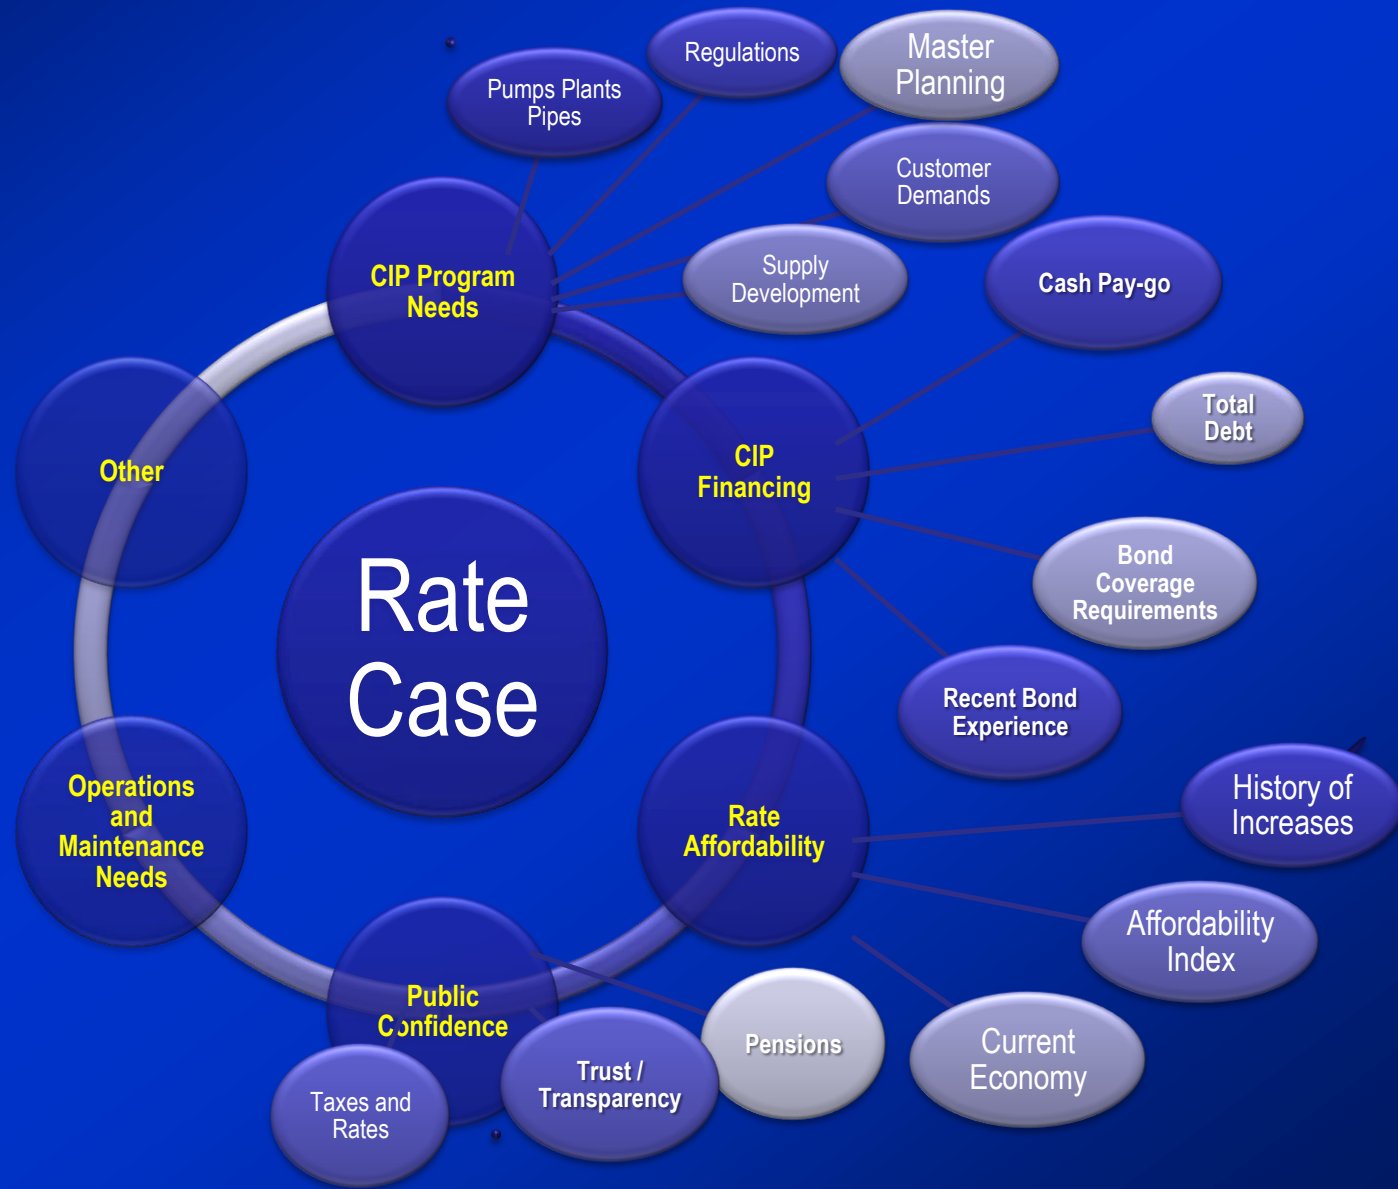 Pumps Plants
Pipes
Regulations
Master
Planning
Customer
Demands
Supply
Development
CIP Program
Needs
Cash Pay-go
Total
Debt
CIP
Financing
Bond
Coverage
Requirements
Recent Bond
Experience
Other
Rate
Case
Operations
and
Maintenance
Needs
Rate
Affordability
History of
Increases
Affordability
Index
Current
Economy
Public
Confidence
Pensions
Trust /
Transparency
Taxes and
Rates